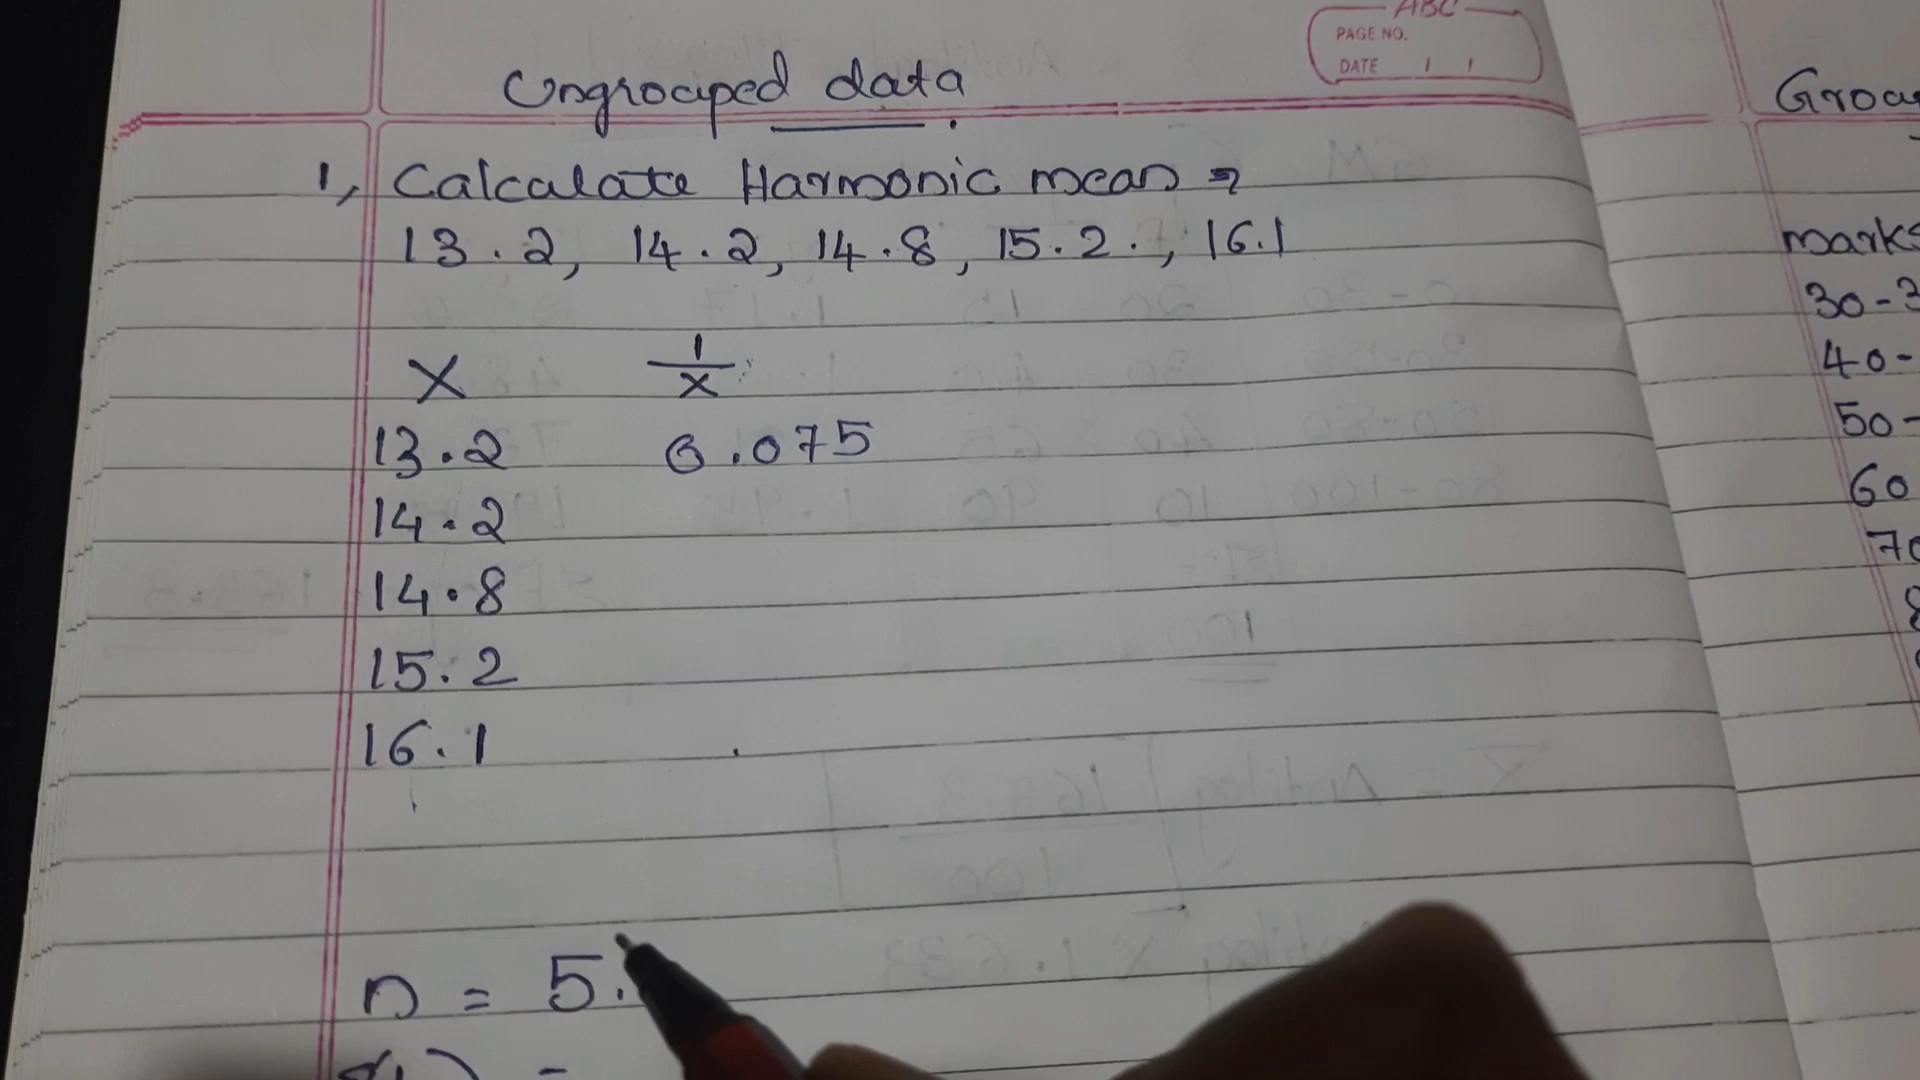 ABC
PAGE NO.
DATE
Ungrouped data
1, Calculate Harmonic mean =
13.2, 14.2, 14.8, 15.2., 16.1
X 1/x
13.2 0.075
14.2
14.8
15.2
16.1
n = 5.
marks
30-3
40-
50-
60
70
8